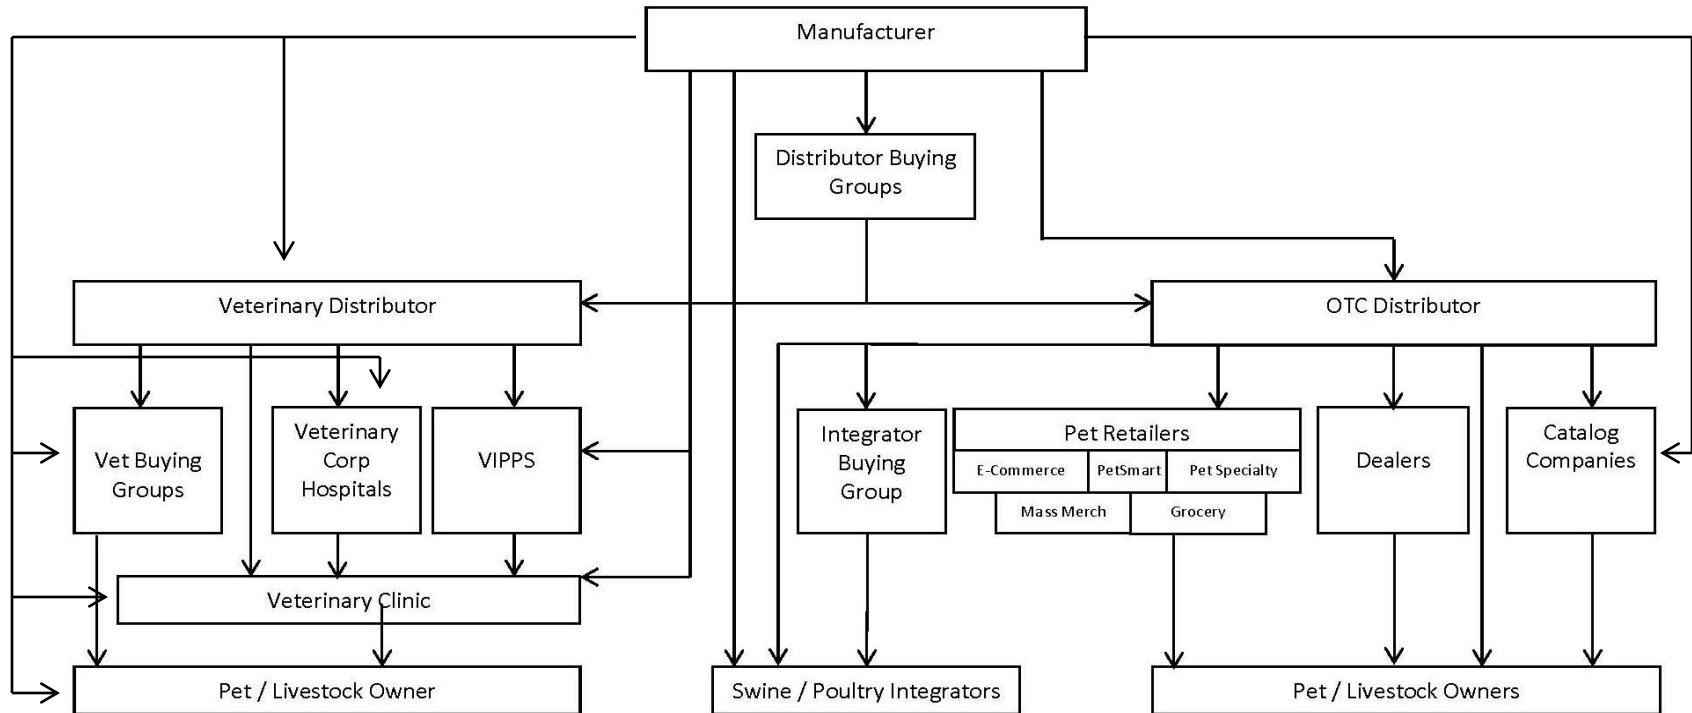 Manufacturer
Distributor Buying
Groups
Veterinary Distributor
OTC Distributor
Vet Buying
Groups
Veterinary
Corp
Hospitals
VIPPS
Integrator
Buying
Group
Pet Retailers
E-Commerce
PetSmart
Pet Specialty
Mass Merch
Grocery
Dealers
Catalog
Companies
Veterinary Clinic
Pet / Livestock Owner
Swine / Poultry Integrators
Pet / Livestock Owners